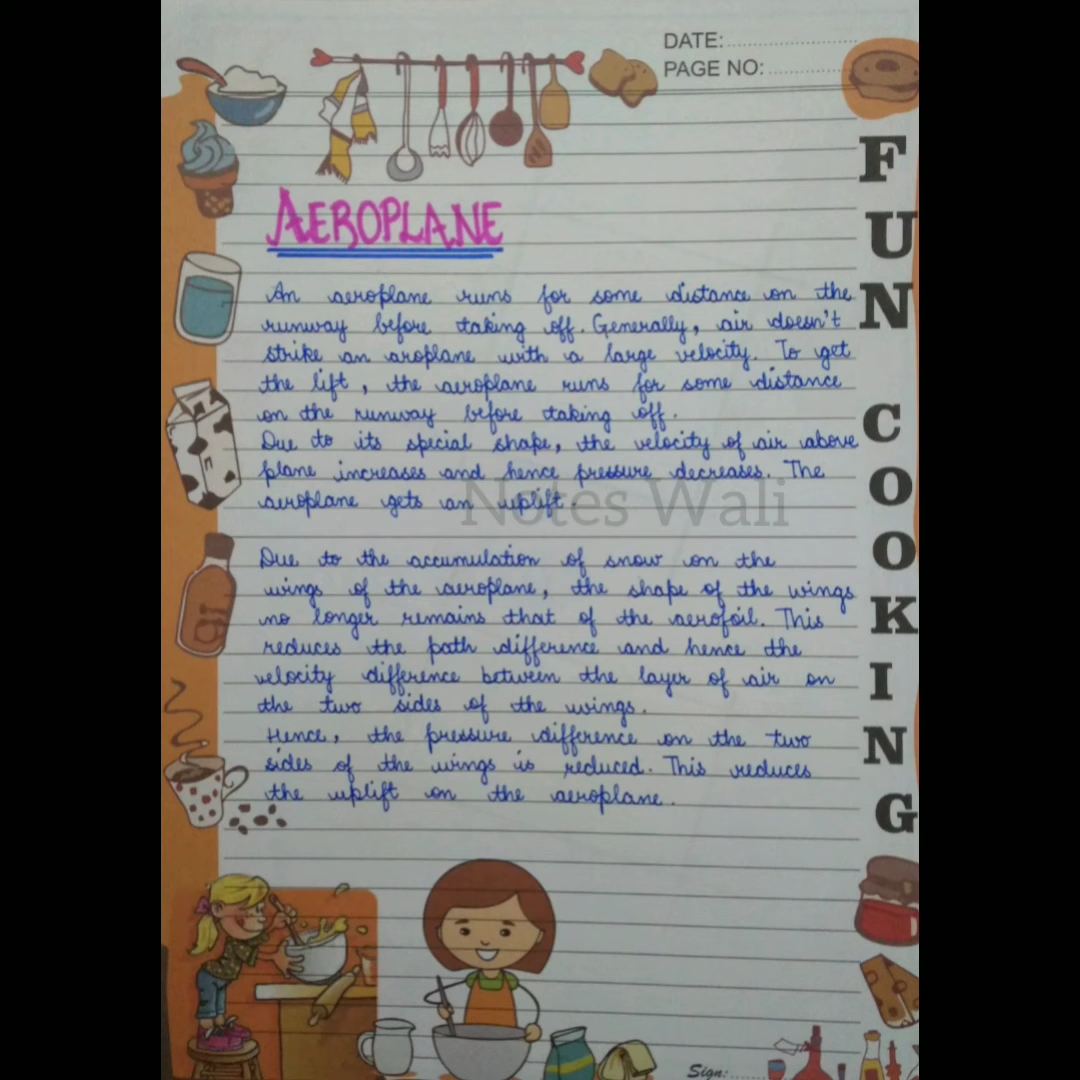 DATE:
PAGE NO:
AEROPLANE
An aeroplane runs for some distance on the
runway before taking off. Generally, air doesn't
strike an aroplane with a large velocity. To get
the lift, the aeroplane runs for some distance
on the runway before taking off.
Due to its special shape, the velocity of air above
plane increases and hence pressure decreases. The
aeroplane gets an uplift.
Notes Wali
Due to the accumulation of snow on the
wings of the aeroplane, the shape of the wings
no longer remains that of the aerofoil. This
reduces the path difference and hence the
velocity difference between the layer of air on
the two sides of the wings.
Hence, the pressure difference on the two
sides of the wings is reduced. This reduces
the uplift on the aeroplane.
FUN COOKING
Sign: